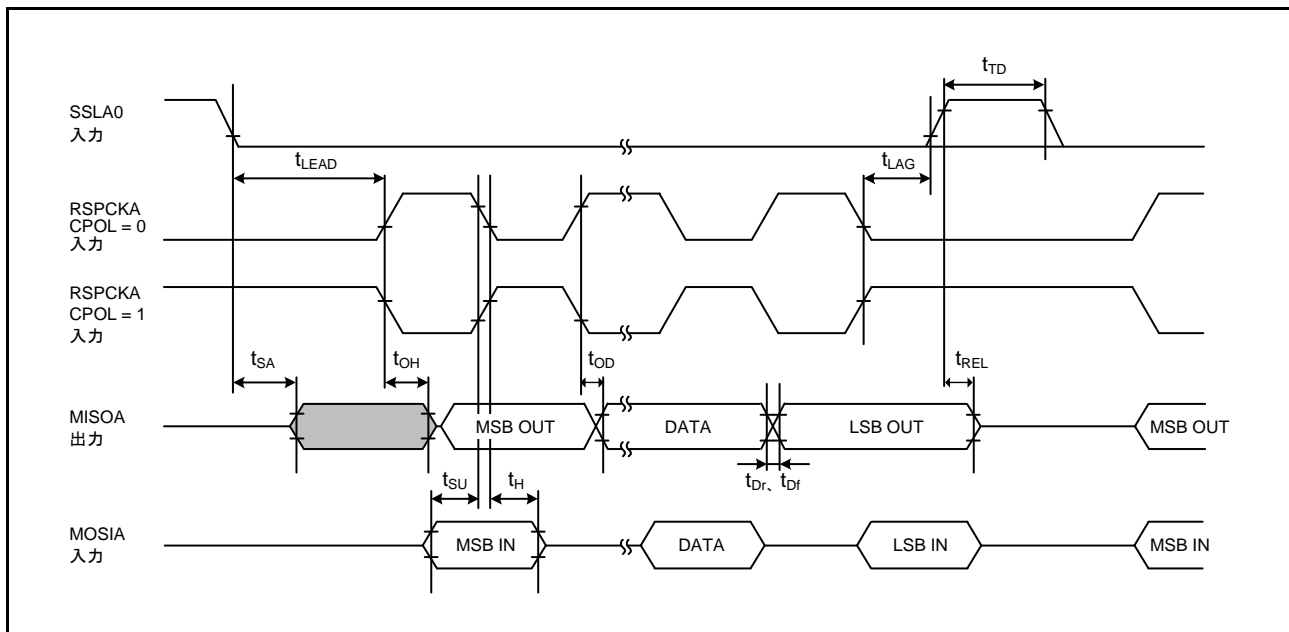 tTD
SSLA0
入力
tLEAD
tLAG
RSPCKA
CPOL = 0
入力
RSPCKA
CPOL = 1
入力
tSA
tOH
tOD
tREL
MISOA
出力
MSB OUT
DATA
LSB OUT
MSB OUT
tSU
tH
tDr、tDf
MOSIA
入力
MSB IN
DATA
LSB IN
MSB IN